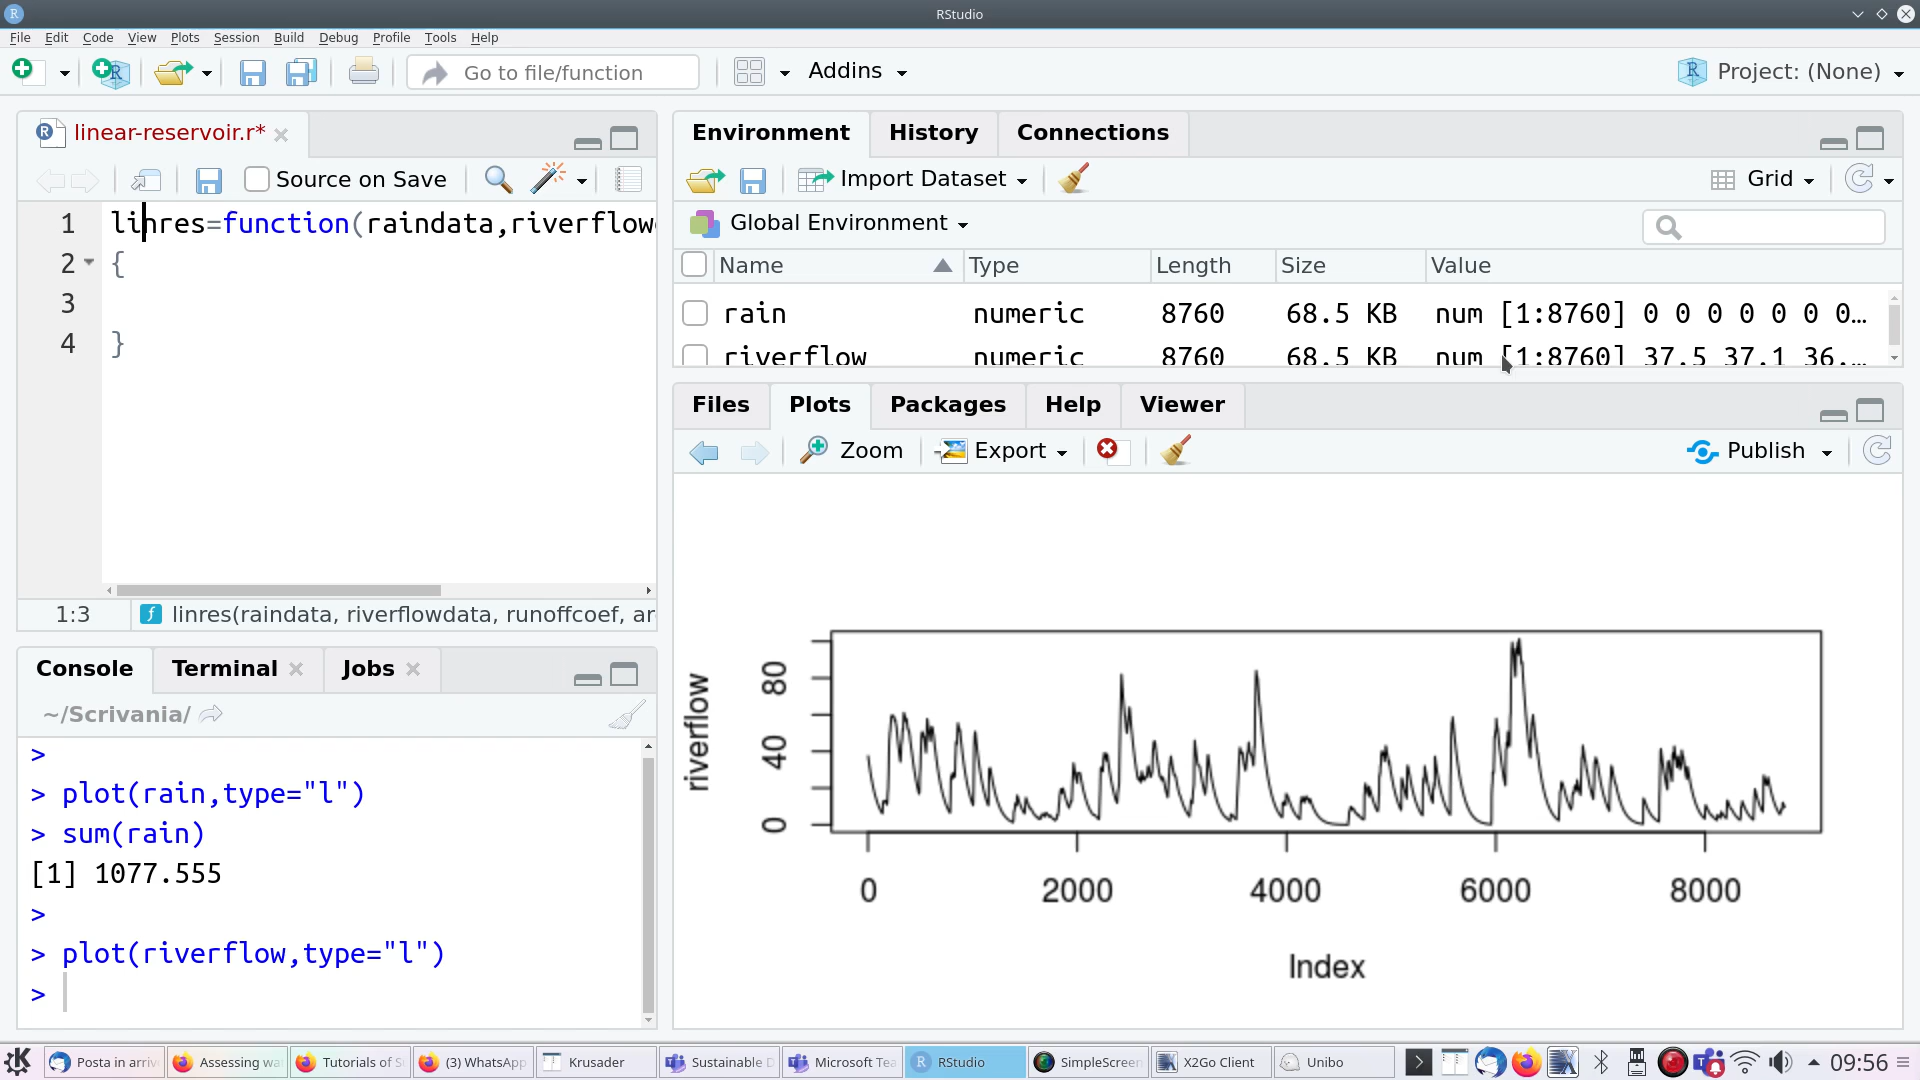 RStudio
File Edit Code View Plots Session Build Debug Profile Tools Help
Go to file/function
Addins
Project: (None)
linear-reservoir.r*
Source on Save
1 linres=function(raindata,riverflow
2 {
3
4 }
1:3 linres(raindata, riverflowdata, runoffcoef, ar
Console Terminal Jobs
~/Scrivania/
>
> plot(rain,type="l")
> sum(rain)
[1] 1077.555
>
> plot(riverflow,type="l")
>
Environment History Connections
Import Dataset
Grid
Global Environment
Name Type Length Size Value
rain numeric 8760 68.5 KB num [1:8760] 0 0 0 0 0 0 0…
riverflow numeric 8760 68.5 KB num [1:8760] 37.5 37.1 36.…
Files Plots Packages Help Viewer
Zoom Export Publish
riverflow
80
40
0
0 2000 4000 6000 8000
Index
Posta in arriv Assessing wa Tutorials of S (3) WhatsApp Krusader Sustainable D Microsoft Tea RStudio SimpleScreen X2Go Client Unibo 09:56